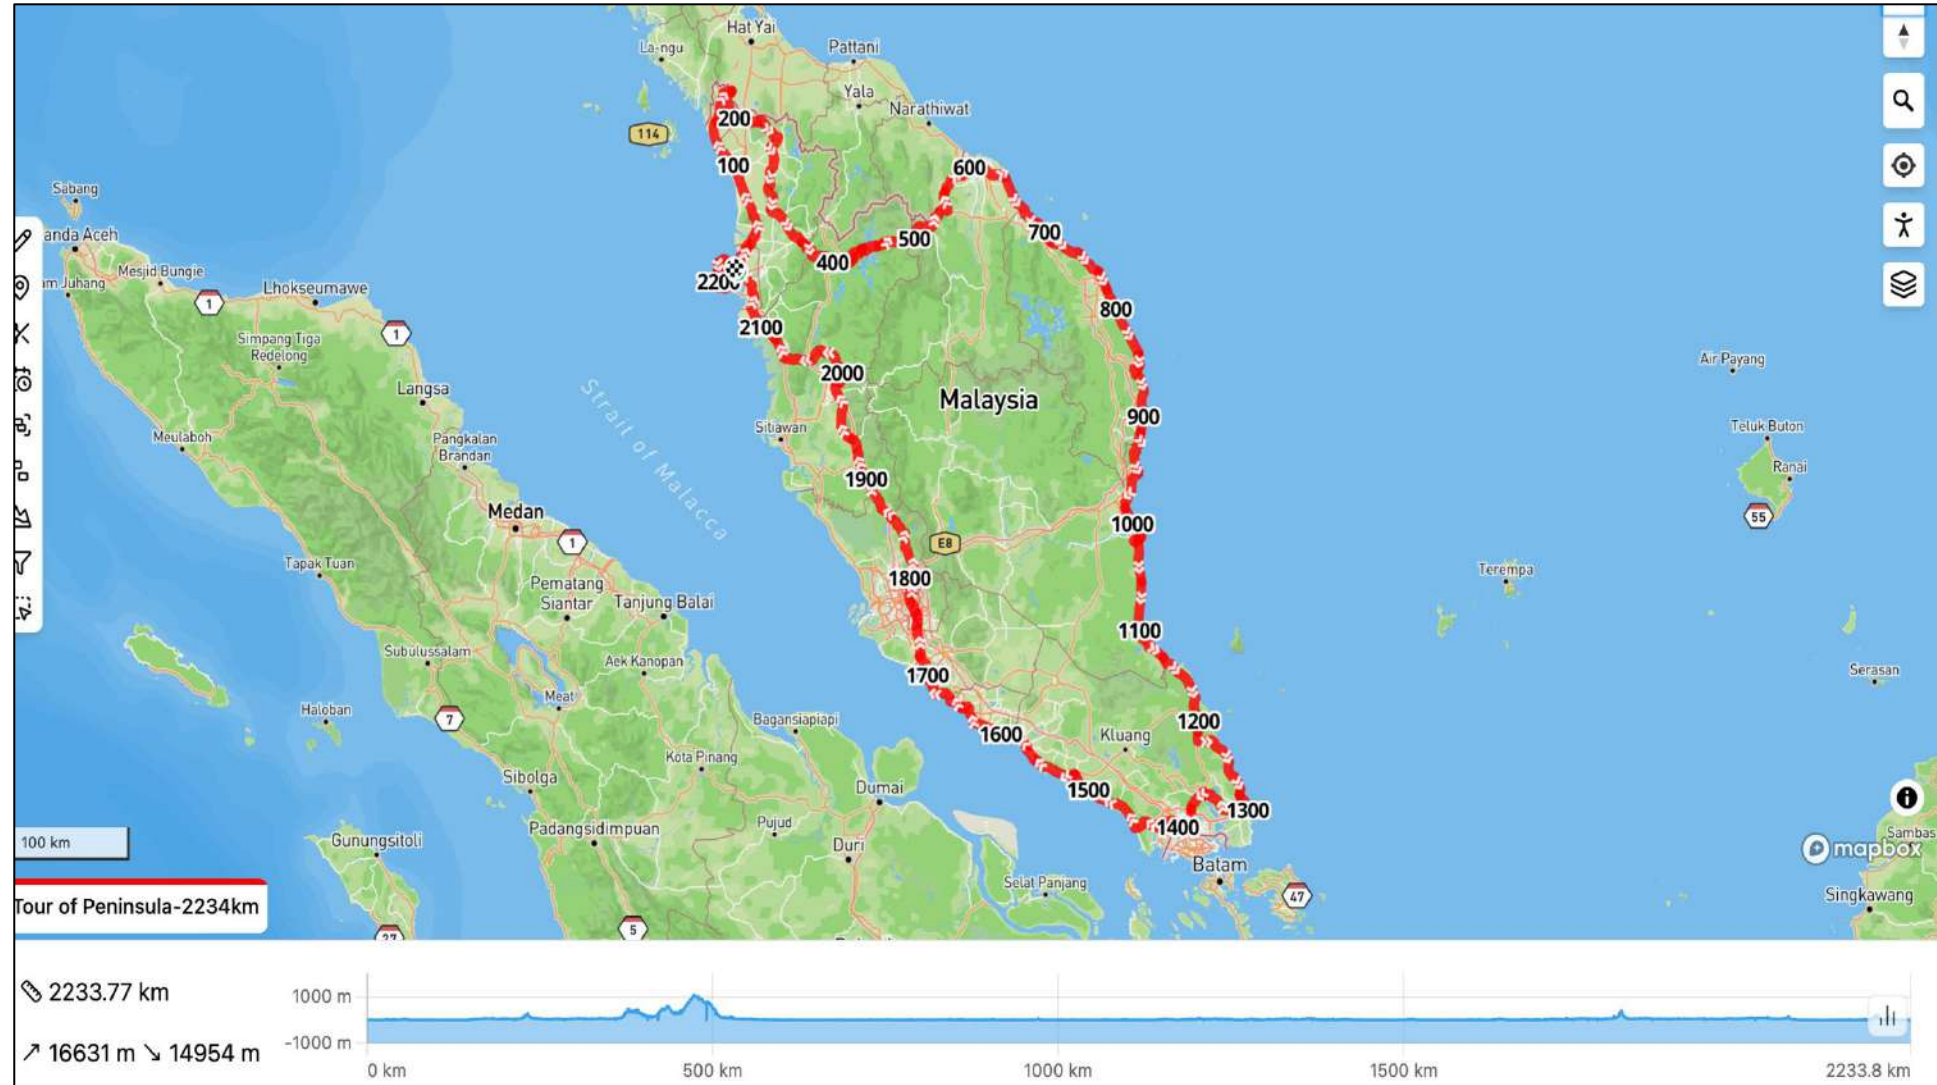 Hat Yai
La-ngu
Pattani
Yala
Narathiwat
114
200
100
600
700
500
400
2200
800
2100
2000
Malaysia
900
Sitiawan
1900
1000
E8
1800
1100
1700
1200
1600
Kluang
1500
1300
1400
Batam
47
Sabang
anda Aceh
am Juhang
Mesjid Bungie
Lhokseumawe
1
1
Simpang Tiga
Redelong
Langsa
Meulaboh
Pangkalan
Brandan
Strait of Malacca
Medan
1
Tapak Tuan
Pematang
Siantar
Tanjung Balai
Subulussalam
Aek Kanopan
Meat
Haloban
7
Bagansiapiapi
Kota Pinang
Sibolga
Dumai
Padangsidimpuan
Pujud
Duri
Gunungsitoli
Selat Panjang
5
27
Air Payang
Teluk Buton
Ranai
55
Terempa
Serasan
Sambas
mapbox
Singkawang
100 km
Tour of Peninsula-2234km
2233.77 km
↗ 16631 m ↘ 14954 m
1000 m
-1000 m
0 km
500 km
1000 km
1500 km
2233.8 km